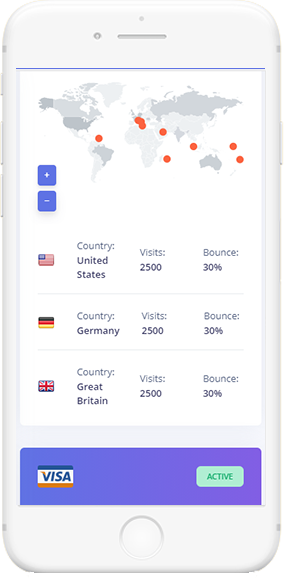 +
−
Country: Visits: Bounce:
United States 2500 30%
Country: Visits: Bounce:
Germany 2500 30%
Country: Visits: Bounce:
Great Britain 2500 30%
VISA ACTIVE